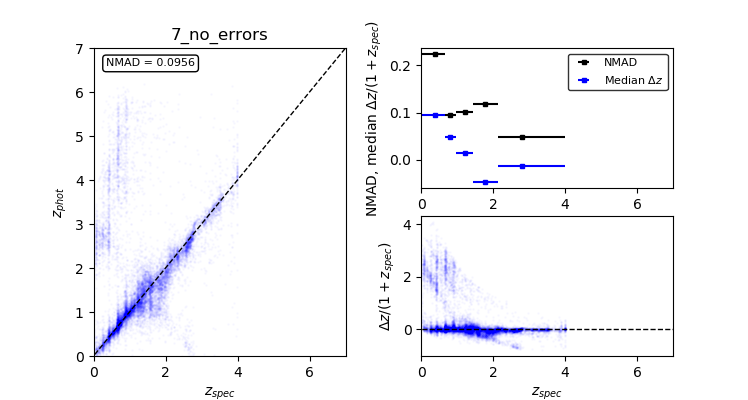 7_no_errors
NMAD = 0.0956
7
6
5
4
3
2
1
0
z_phot
0 2 4 6
z_spec
NMAD, median Δz/(1 + z_spec)
0.2
0.1
0.0
NMAD
Median Δz
0 2 4 6
Δz/(1 + z_spec)
4
2
0
0 2 4 6
z_spec